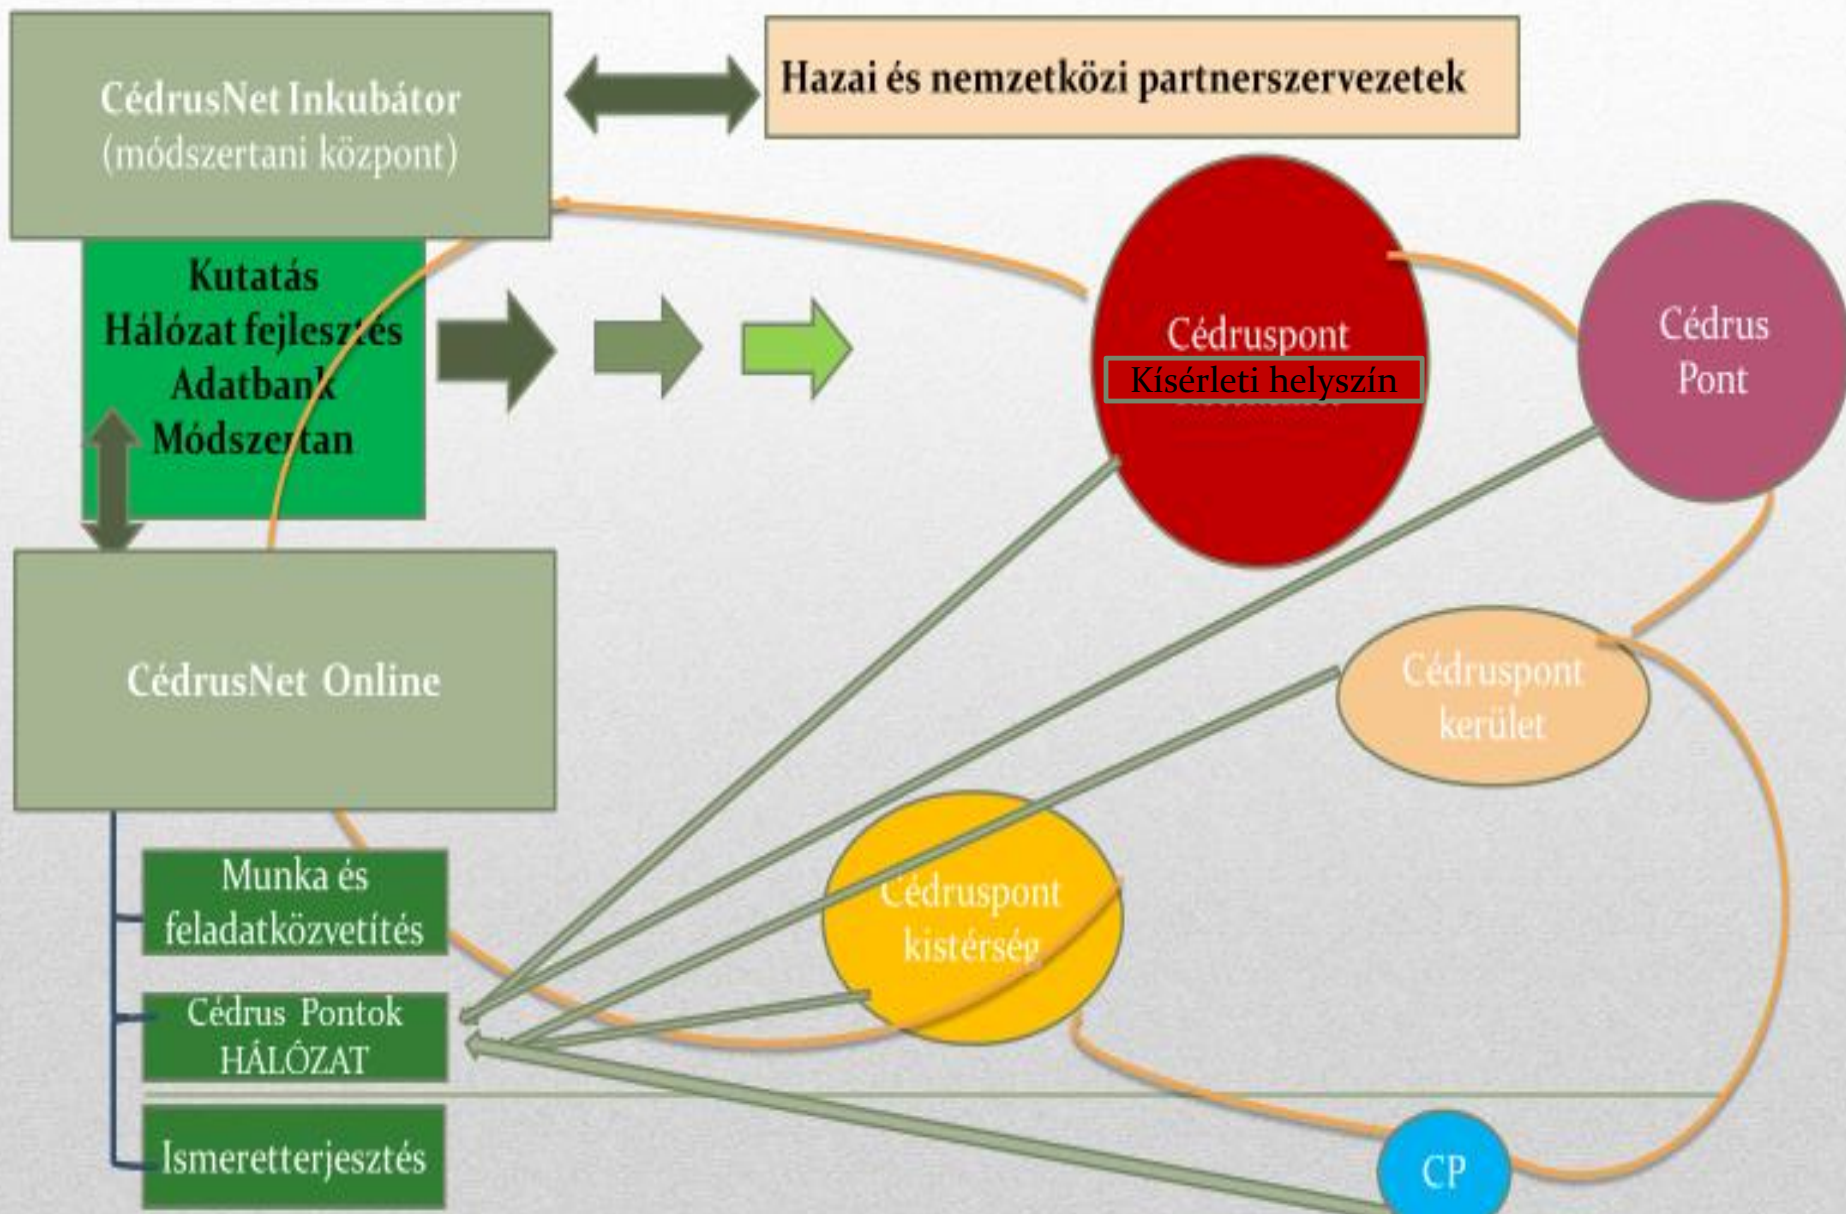 CédrusNet Inkubátor
(módszertani központ)
Hazai és nemzetközi partnerszervezetek
Kutatás
Hálózat fejlesztés
Adatbank
Módszertan
Cédruspont
Kísérleti helyszín
Cédrus
Pont
CédrusNet Online
Cédruspont
kerület
Munka és
feladatközvetítés
Cédruspont
kistérség
Cédrus Pontok
HÁLÓZAT
Ismeretterjesztés
CP